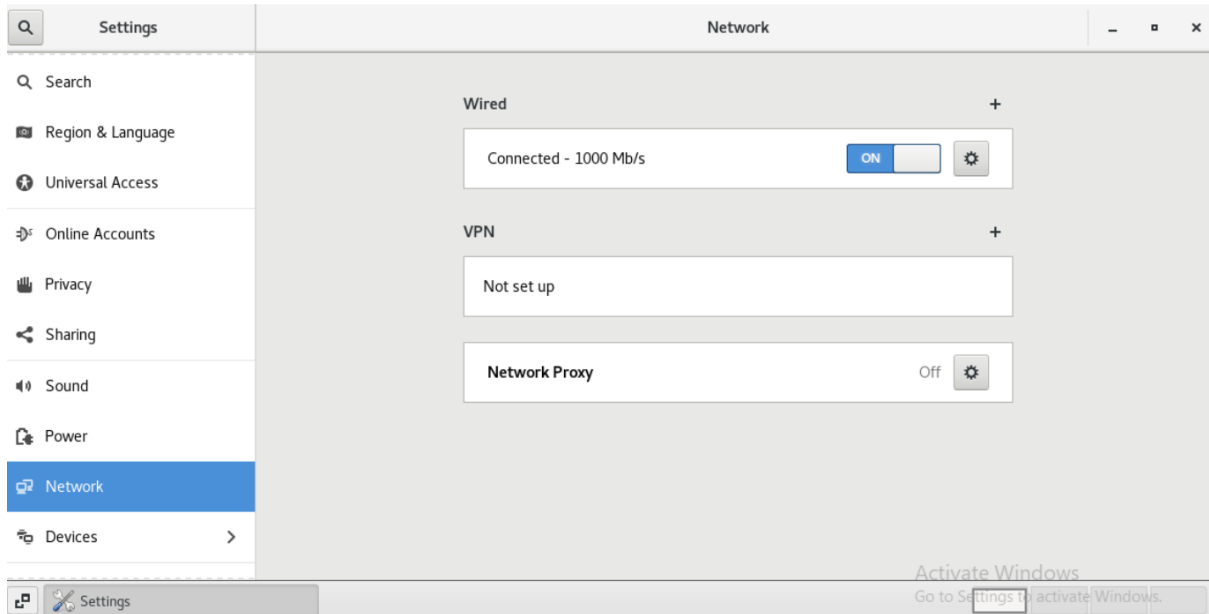 Settings
Network
Search
Region & Language
Universal Access
Online Accounts
Privacy
Sharing
Sound
Power
Network
Devices
Wired
Connected - 1000 Mb/s
ON
VPN
Not set up
Network Proxy
Off
Settings
Activate Windows
Go to Settings to activate Windows.